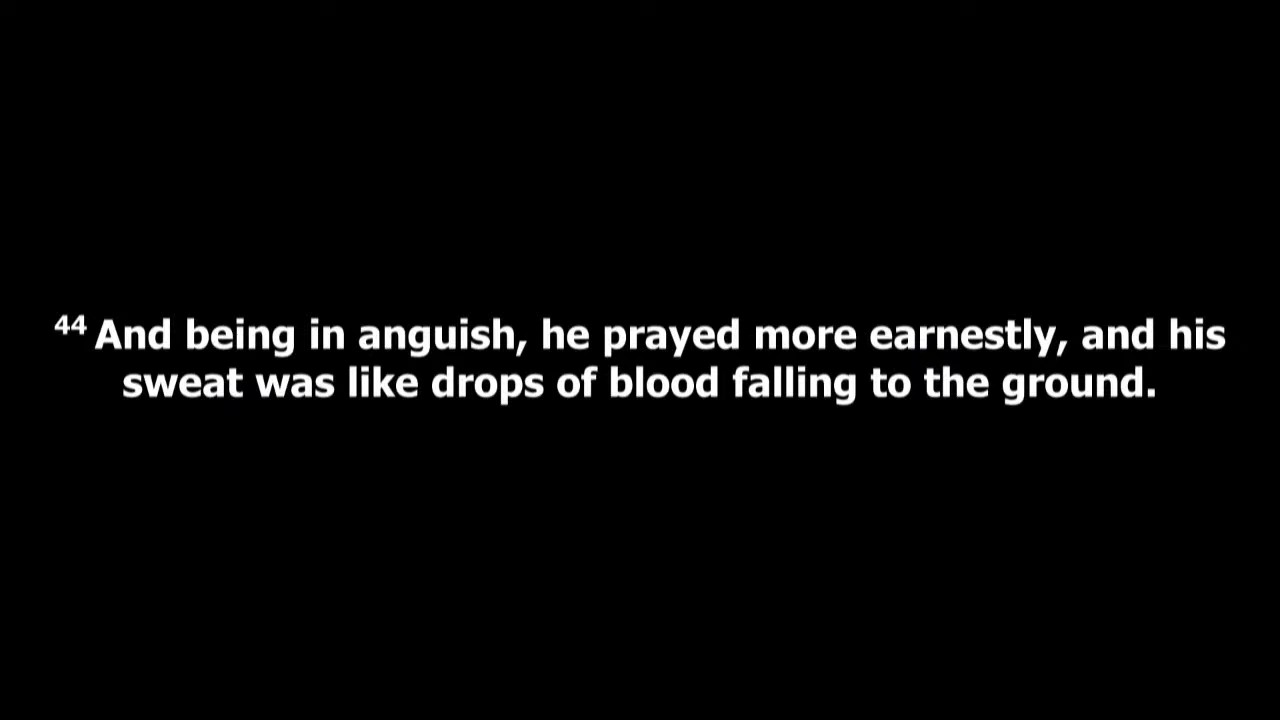 44 And being in anguish, he prayed more earnestly, and his
sweat was like drops of blood falling to the ground.